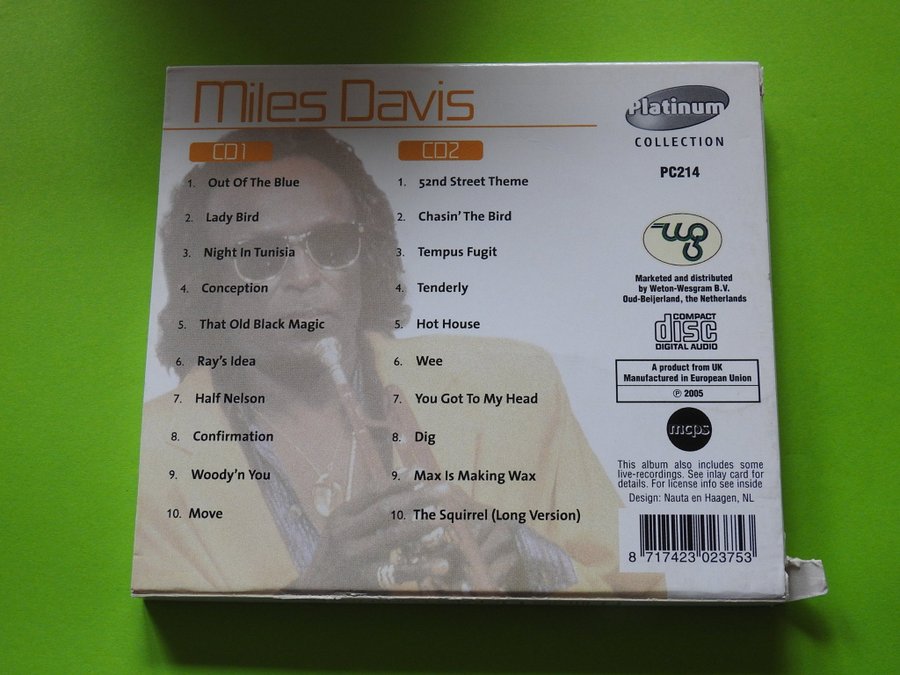 Miles Davis
CD1
1. Out Of The Blue
2. Lady Bird
3. Night In Tunisia
4. Conception
5. That Old Black Magic
6. Ray's Idea
7. Half Nelson
8. Confirmation
9. Woody'n You
10. Move
CD2
1. 52nd Street Theme
2. Chasin' The Bird
3. Tempus Fugit
4. Tenderly
5. Hot House
6. Wee
7. You Got To My Head
8. Dig
9. Max Is Making Wax
10. The Squirrel (Long Version)
Platinum
COLLECTION
PC214
wg
Marketed and distributed
by Weton-Wesgram B.V.
Oud-Beijerland, the Netherlands
COMPACT
disc
DIGITAL AUDIO
A product from UK
Manufactured in European Union
℗ 2005
mcps
This album also includes some
live-recordings. See inlay card for
details. For license info see inside
Design: Nauta en Haagen, NL
8 717423 023753